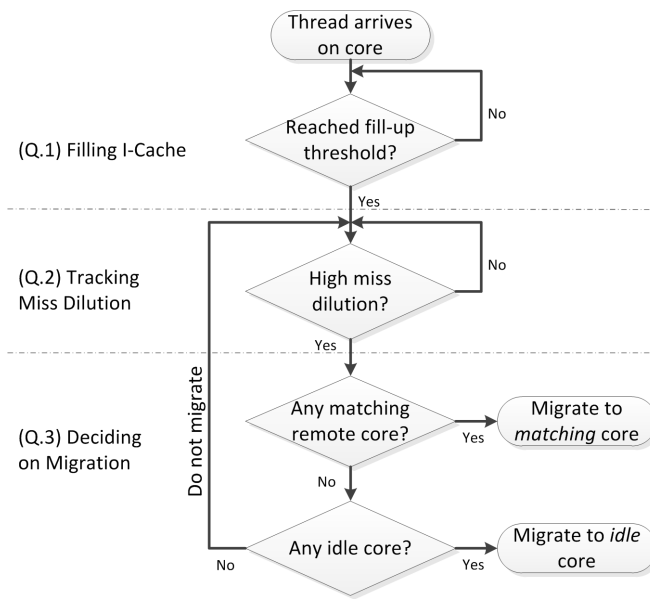 Thread arrives
on core
No
Reached fill-up
threshold?
(Q.1) Filling I-Cache
Yes
(Q.2) Tracking
Miss Dilution
High miss
dilution?
No
Yes
Do not migrate
(Q.3) Deciding
on Migration
Any matching
remote core?
Yes
Migrate to
matching core
No
Any idle core?
No
Yes
Migrate to idle
core